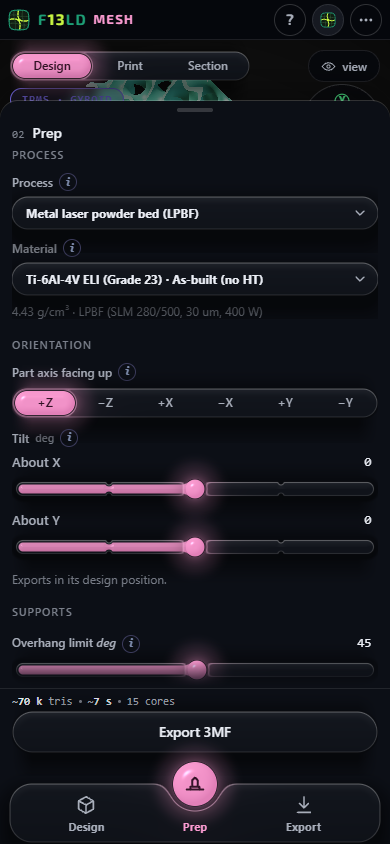 F13LD MESH
?
Design
Print
Section
view
TPMS · GYROID
Y
02 Prep
PROCESS
Process i
Metal laser powder bed (LPBF)
Material i
Ti-6Al-4V ELI (Grade 23) · As-built (no HT)
4.43 g/cm³ · LPBF (SLM 280/500, 30 um, 400 W)
ORIENTATION
Part axis facing up i
+Z
−Z
+X
−X
+Y
−Y
Tilt deg i
About X
0
About Y
0
Exports in its design position.
SUPPORTS
Overhang limit deg i
45
~70 k tris • ~7 s • 15 cores
Export 3MF
Design
Prep
Export